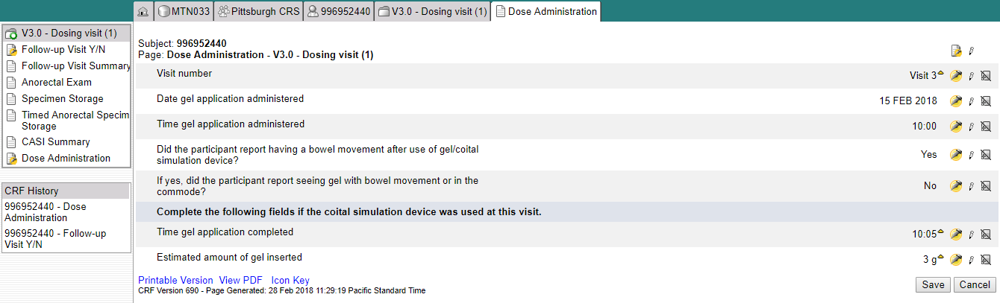 MTN033
Pittsburgh CRS
996952440
V3.0 - Dosing visit (1)
Dose Administration
V3.0 - Dosing visit (1)
Follow-up Visit Y/N
Follow-up Visit Summary
Anorectal Exam
Specimen Storage
Timed Anorectal Specim
Storage
CASI Summary
Dose Administration
CRF History
996952440 - Dose
Administration
996952440 - Follow-up
Visit Y/N
Subject: 996952440
Page: Dose Administration - V3.0 - Dosing visit (1)
Visit number Visit 3
Date gel application administered 15 FEB 2018
Time gel application administered 10:00
Did the participant report having a bowel movement after use of gel/coital
simulation device? Yes
If yes, did the participant report seeing gel with bowel movement or in the
commode? No
Complete the following fields if the coital simulation device was used at this visit.
Time gel application completed 10:05
Estimated amount of gel inserted 3 g
Printable Version View PDF Icon Key
CRF Version 690 - Page Generated: 28 Feb 2018 11:29:19 Pacific Standard Time
Save Cancel